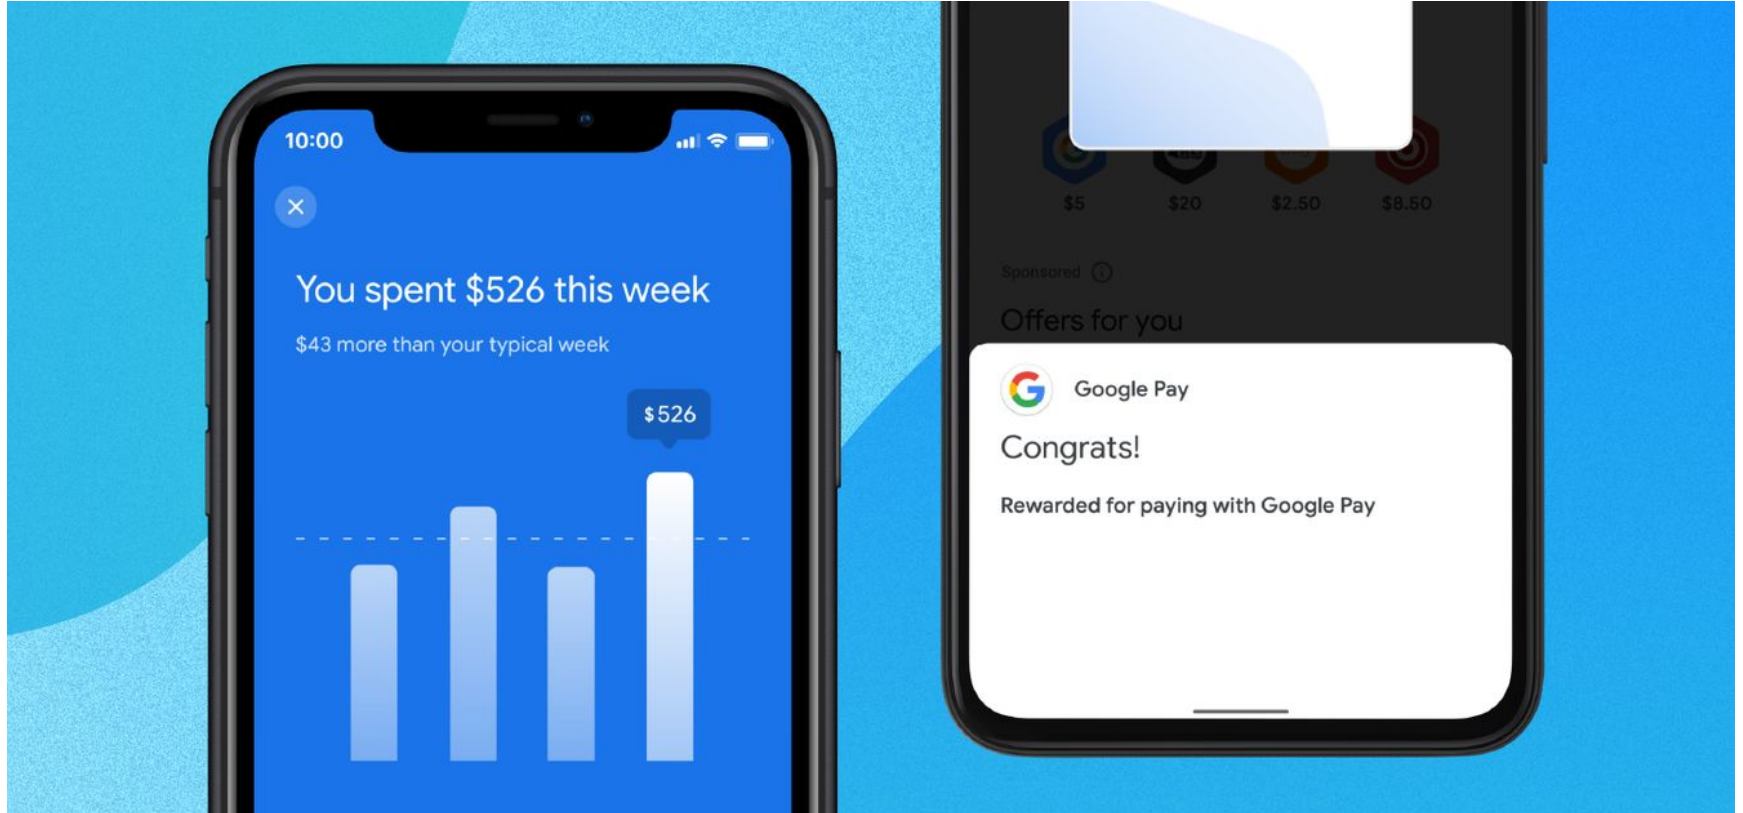 10:00
You spent $526 this week
$43 more than your typical week
$526
$5
$20
$2.50
$8.50
Sponsored
Offers for you
Google Pay
Congrats!
Rewarded for paying with Google Pay